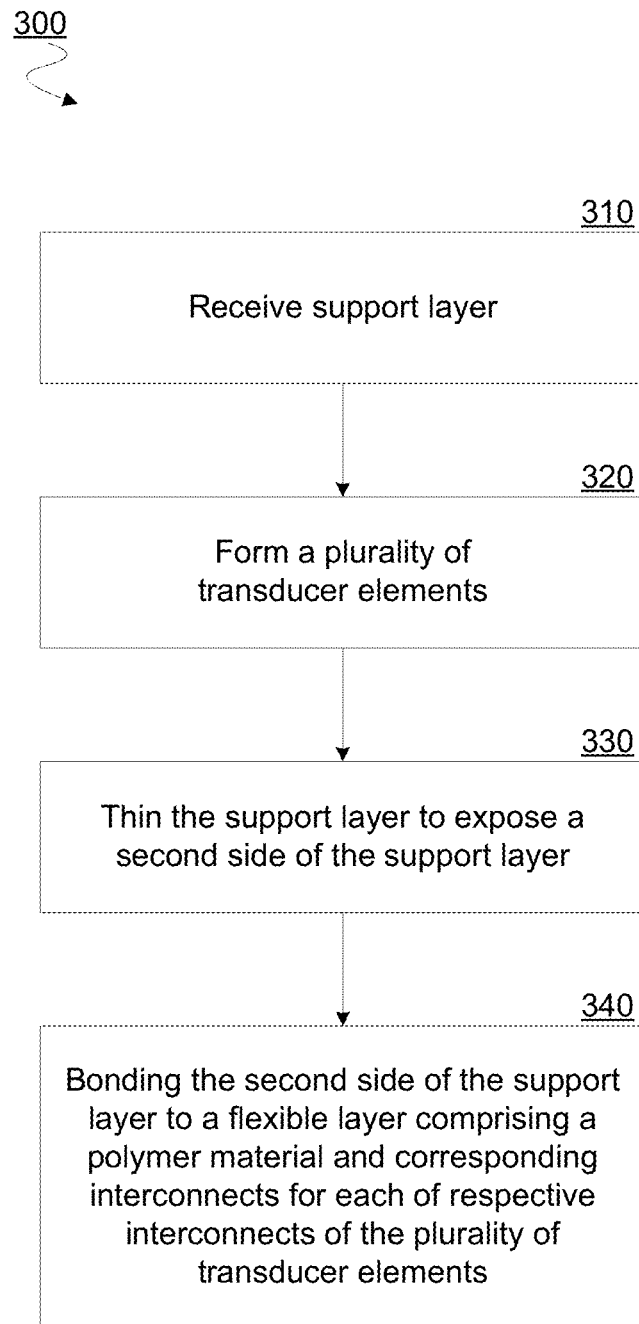 300
310
Receive support layer
320
Form a plurality of
transducer elements
330
Thin the support layer to expose a
second side of the support layer
340
Bonding the second side of the support
layer to a flexible layer comprising a
polymer material and corresponding
interconnects for each of respective
interconnects of the plurality of
transducer elements